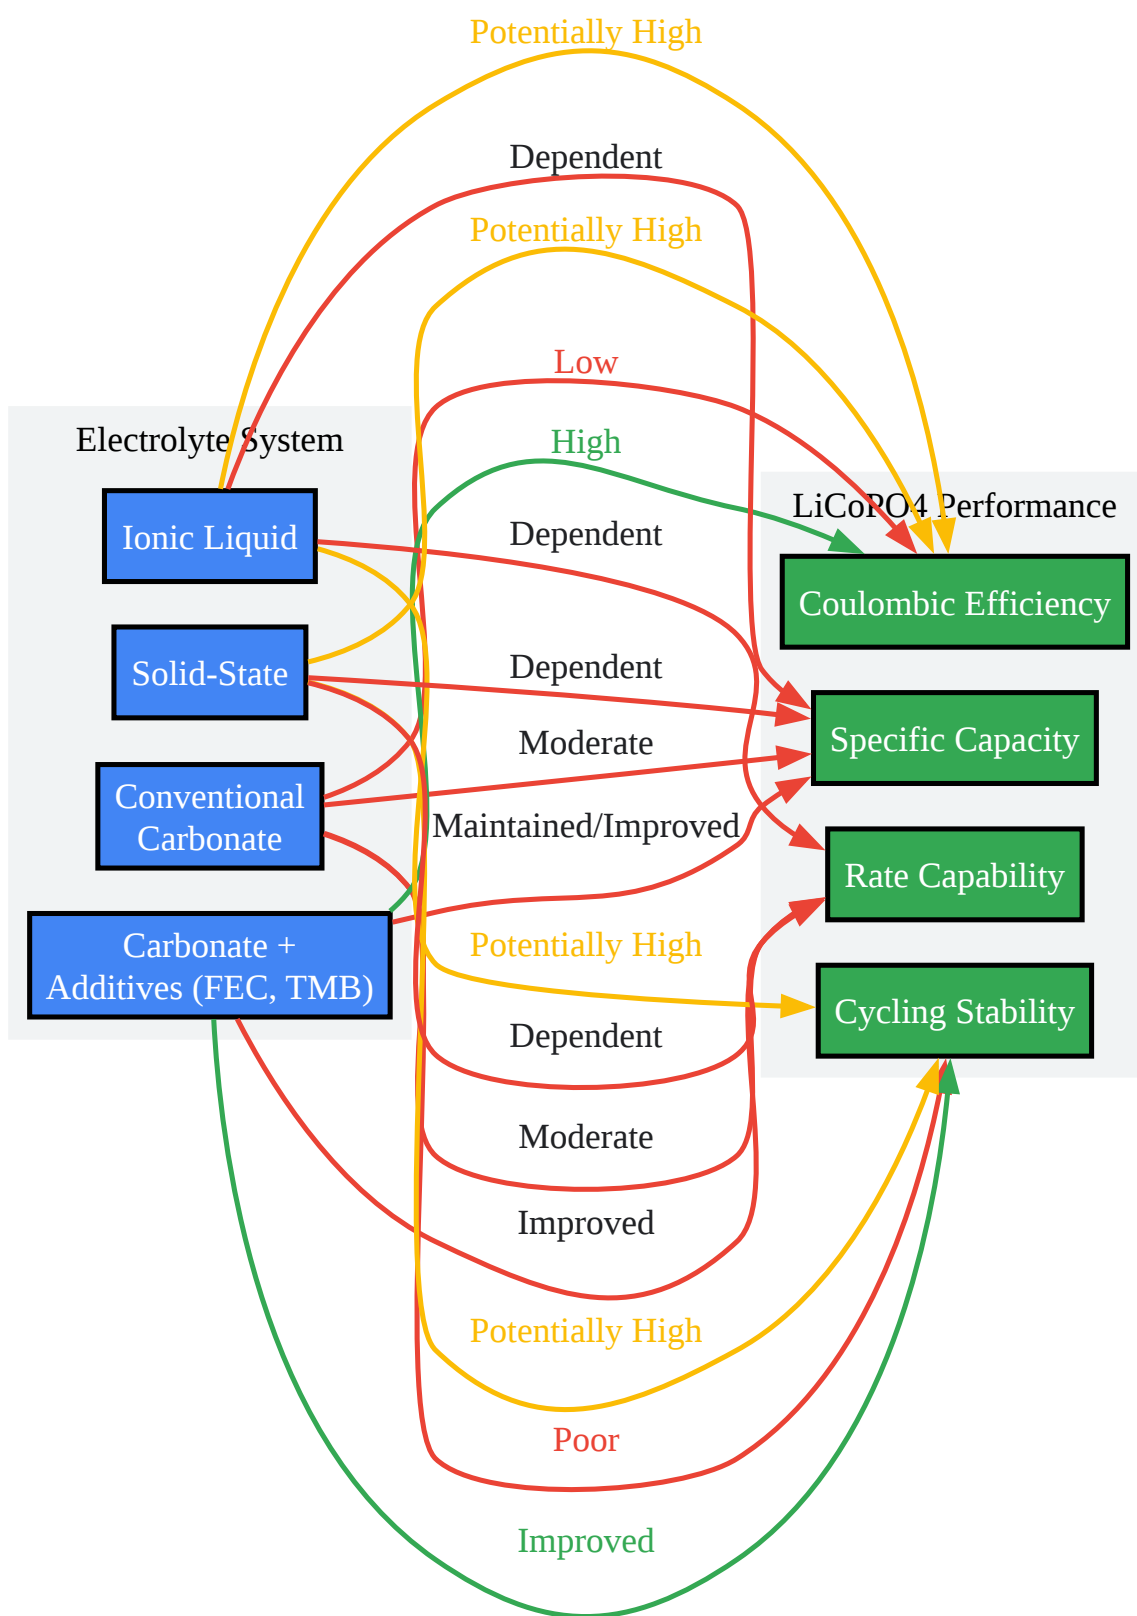 Potentially High
Dependent
Potentially High
Low
High
Electrolyte System
Ionic Liquid
Solid-State
Conventional
Carbonate
Carbonate +
Additives (FEC, TMB)
Dependent
Dependent
Moderate
Maintained/Improved
Potentially High
Dependent
Moderate
Improved
Potentially High
Poor
Improved
LiCoPO4 Performance
Coulombic Efficiency
Specific Capacity
Rate Capability
Cycling Stability